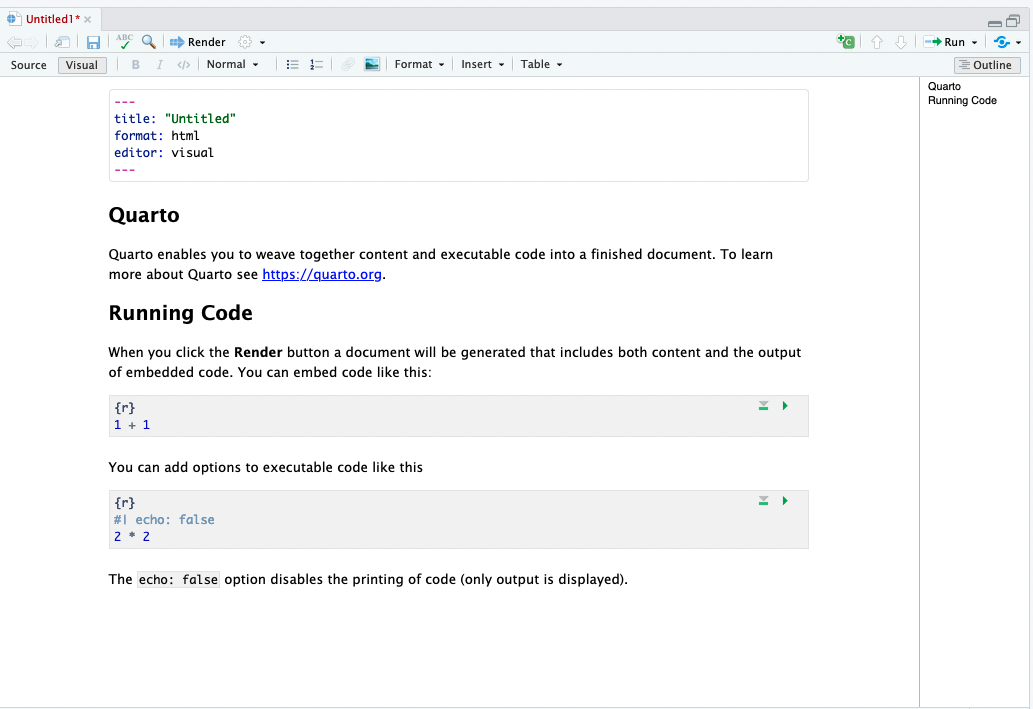 Untitled1*
ABC
Render
C
Run
Source
Visual
B
I
</>
Normal
Format
Insert
Table
Outline
---
title: "Untitled"
format: html
editor: visual
---
Quarto
Quarto enables you to weave together content and executable code into a finished document. To learn
more about Quarto see https://quarto.org.
Running Code
When you click the Render button a document will be generated that includes both content and the output
of embedded code. You can embed code like this:
{r}
1 + 1
You can add options to executable code like this
{r}
#| echo: false
2 * 2
The echo: false option disables the printing of code (only output is displayed).
Quarto
Running Code